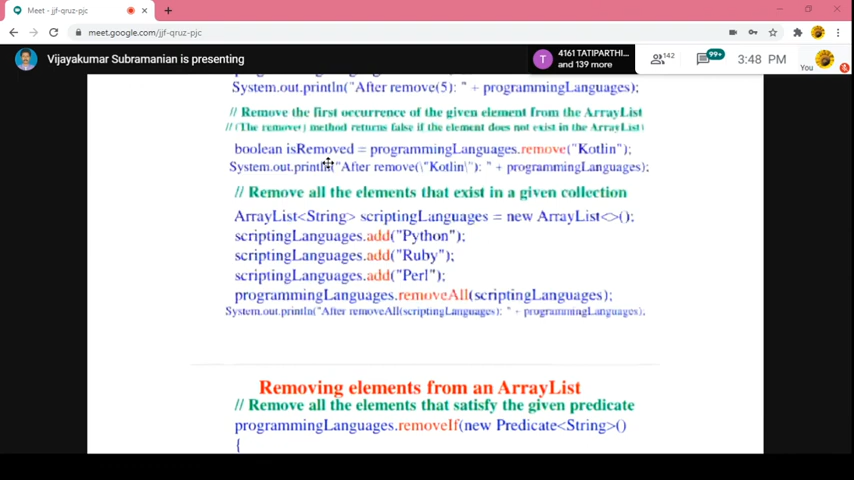 Meet - jjf-qruz-pjc
meet.google.com/jjf-qruz-pjc
Vijayakumar Subramanian is presenting
T
4161 TATIPARTHI...
and 139 more
142
99+
3:48 PM
You
System.out.println("After remove(5): " + programmingLanguages);
// Remove the first occurrence of the given element from the ArrayList
// (The remove() method returns false if the element does not exist in the ArrayList)
boolean isRemoved = programmingLanguages.remove("Kotlin");
System.out.println("After remove(\"Kotlin\"): " + programmingLanguages);
// Remove all the elements that exist in a given collection
ArrayList<String> scriptingLanguages = new ArrayList<>();
scriptingLanguages.add("Python");
scriptingLanguages.add("Ruby");
scriptingLanguages.add("Perl");
programmingLanguages.removeAll(scriptingLanguages);
System.out.println("After removeAll(scriptingLanguages): " + programmingLanguages);
Removing elements from an ArrayList
// Remove all the elements that satisfy the given predicate
programmingLanguages.removeIf(new Predicate<String>()
{